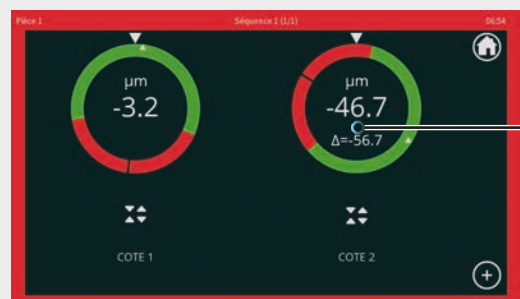 Pièce 1 Séquence 1 (1/1) 06:54
µm µm
-3.2 -46.7
Δ=-56.7
COTE 1 COTE 2